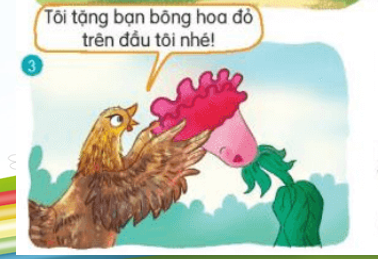 Tôi tặng bạn bông hoa đỏ
trên đầu tôi nhé!
3